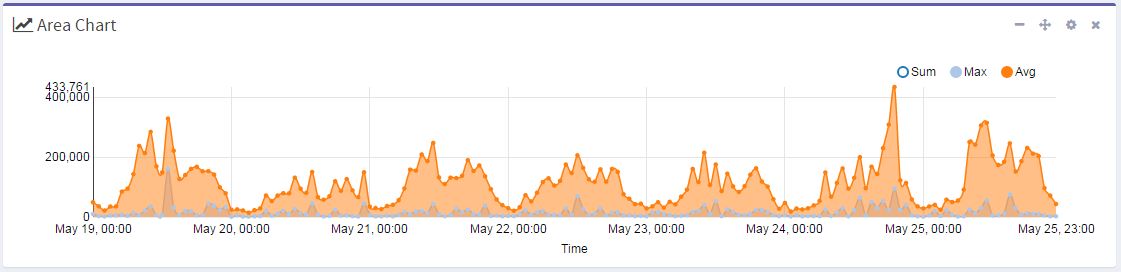 Area Chart
Sum Max Avg
433,761
400,000
200,000
0
May 19, 00:00 May 20, 00:00 May 21, 00:00 May 22, 00:00 May 23, 00:00 May 24, 00:00 May 25, 00:00 May 25, 23:00
Time